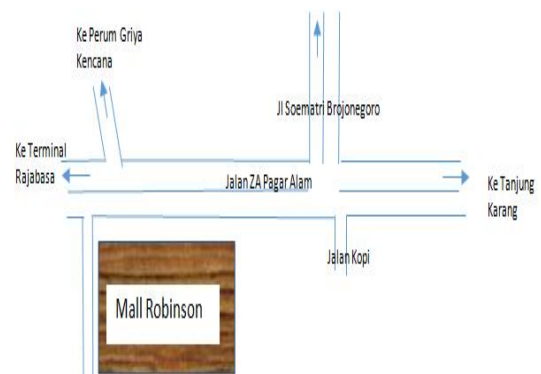 Ke Perum Griya
Kencana
Jl Soematri Brojonegoro
Ke Terminal
Rajabasa
Jalan ZA Pagar Alam
Ke Tanjung
Karang
Jalan Kopi
Mall Robinson